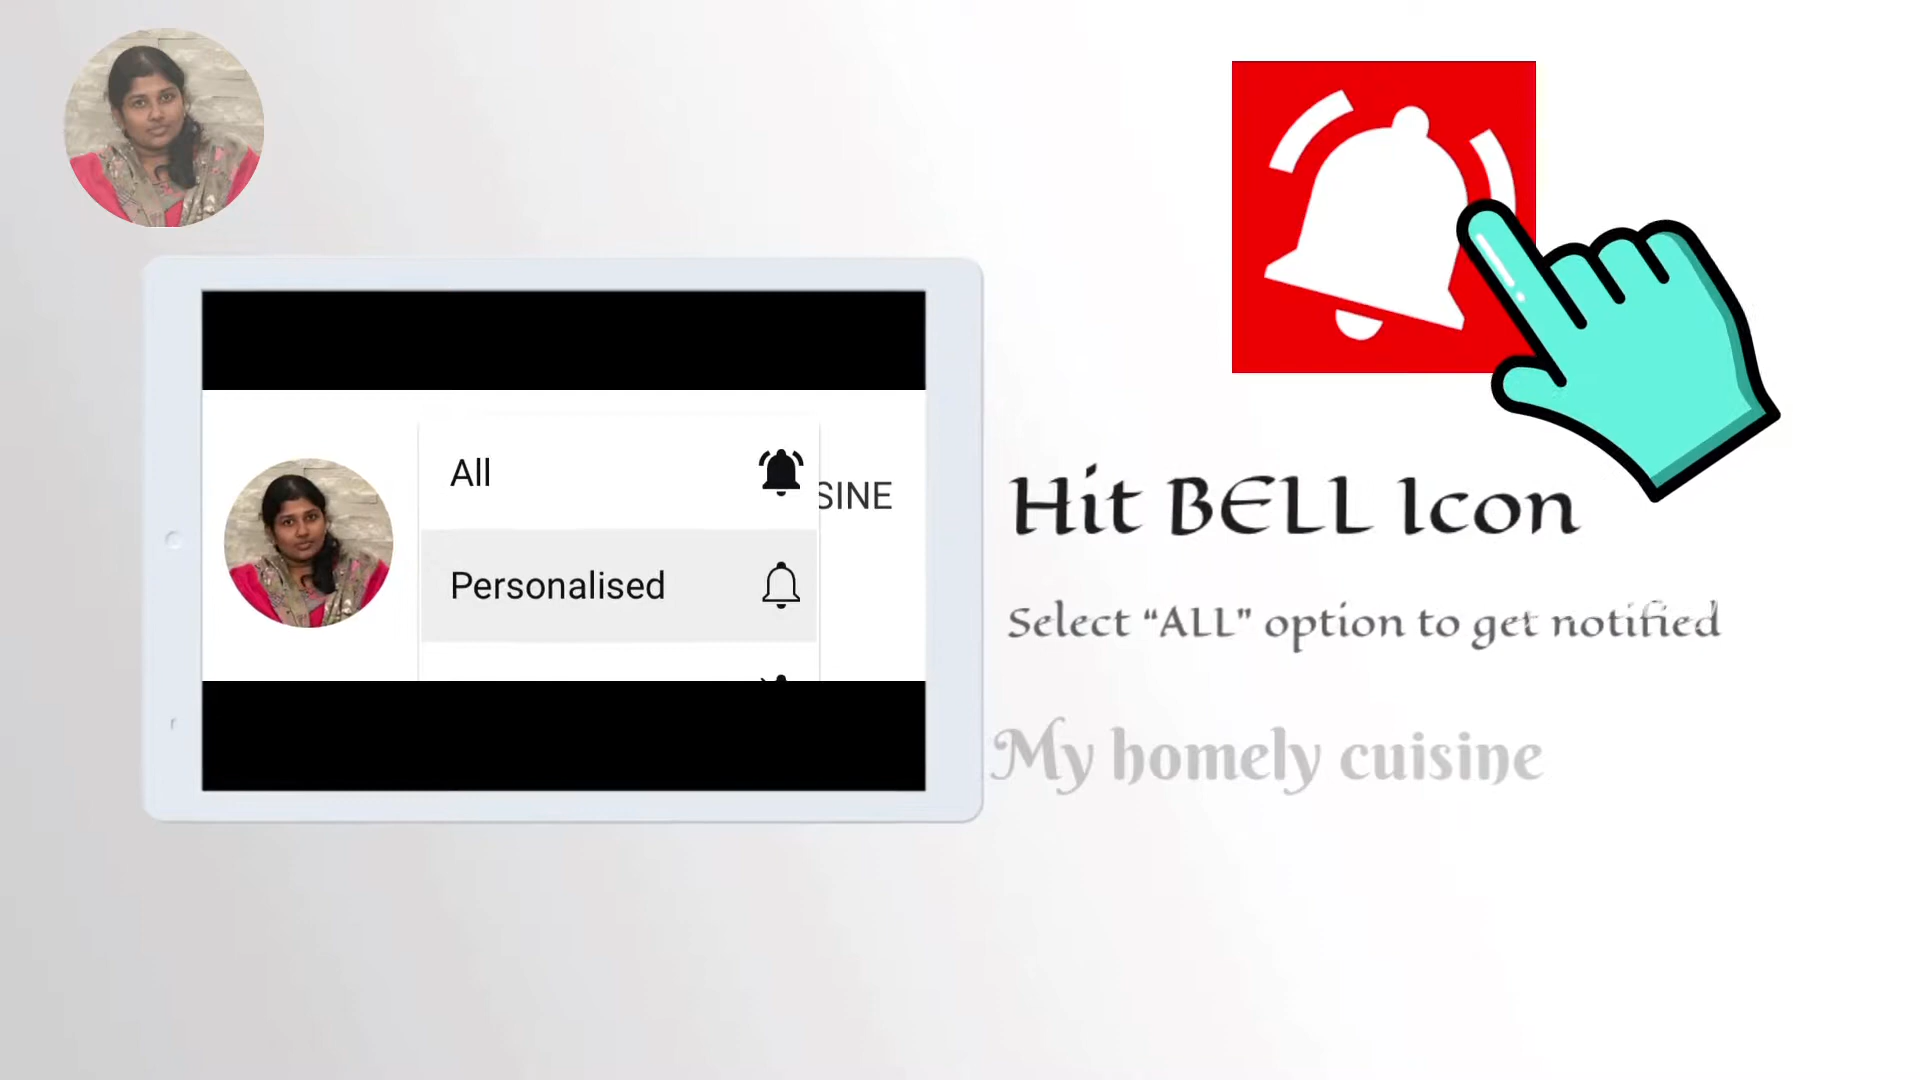 All
SINE
Personalised
Hit BELL Icon
Select “ALL” option to get notified
My homely cuisine